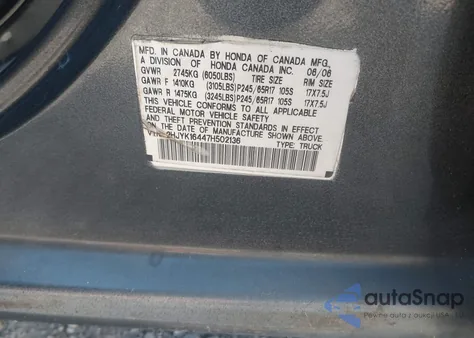 MFD. IN CANADA BY HONDA OF CANADA MFG.
A DIVISION OF HONDA CANADA INC. 06/06
GVWR 2745KG (6050LBS) TIRE SIZE RIM SIZE
GAWR F 1410KG (3105LBS) P245/65R17 105S 17X7.5J
GAWR R 1475KG (3245LBS) P245/65R17 105S 17X7.5J
THIS VEHICLE CONFORMS TO ALL APPLICABLE
FEDERAL MOTOR VEHICLE SAFETY AND
THEFT PREVENTION STANDARDS IN EFFECT
ON THE DATE OF MANUFACTURE SHOWN ABOVE.
2HJYK16447H502136 TYPE: TRUCK
autoSnap